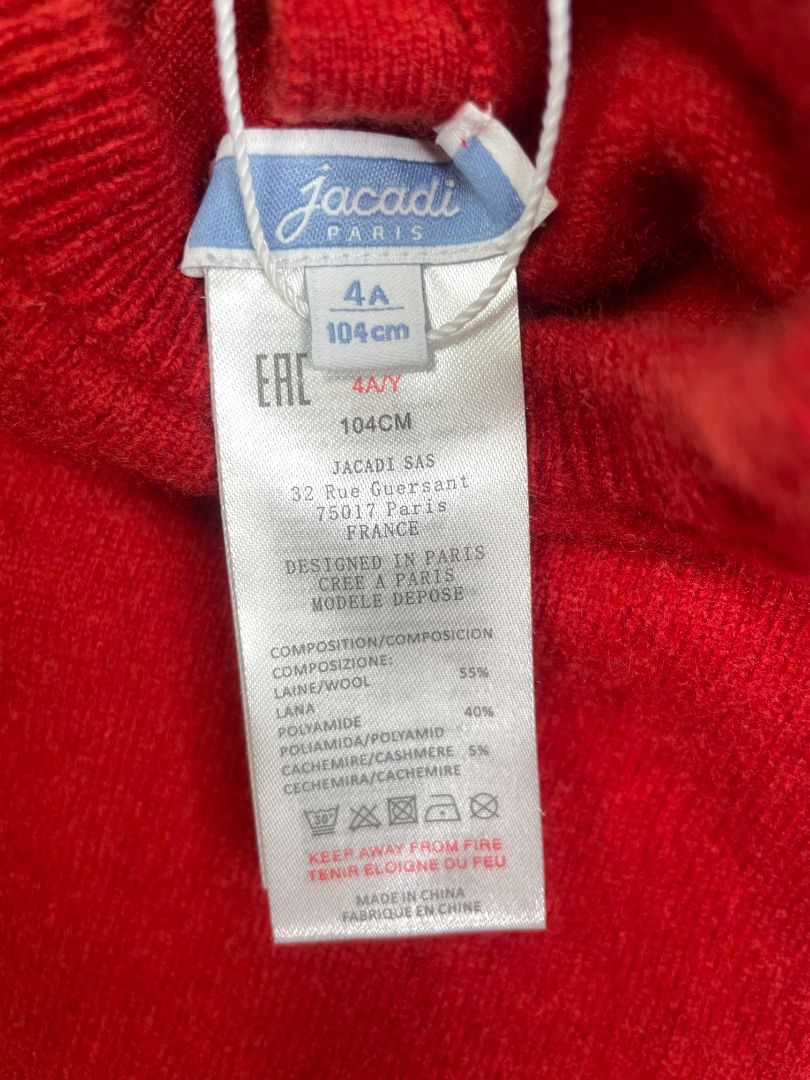 jacadi
PARIS
4A
104cm
EAC
4A/Y
104CM
JACADI SAS
32 Rue Guersant
75017 Paris
FRANCE
DESIGNED IN PARIS
CREE A PARIS
MODELE DEPOSE
COMPOSITION/COMPOSICION
COMPOSIZIONE:
LAINE/WOOL 55%
LANA
POLYAMIDE 40%
POLIAMIDA/POLYAMID
CACHEMIRE/CASHMERE 5%
CECHEMIRA/CACHEMIRE
30°
KEEP AWAY FROM FIRE
TENIR ELOIGNE DU FEU
MADE IN CHINA
FABRIQUE EN CHINE